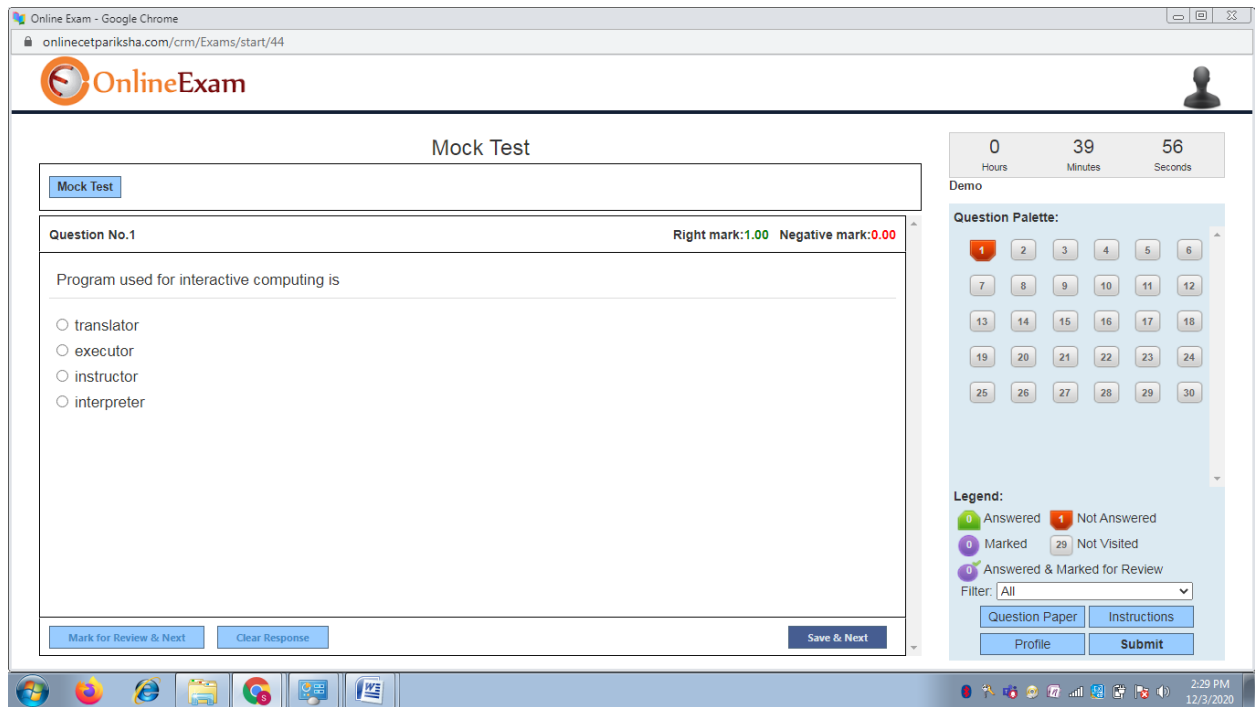 Online Exam - Google Chrome
onlinecetpariksha.com/crm/Exams/start/44
OnlineExam
Mock Test
0 39 56
Hours Minutes Seconds
Mock Test
Demo
Question No.1 Right mark:1.00 Negative mark:0.00
Program used for interactive computing is
translator
executor
instructor
interpreter
Mark for Review & Next Clear Response Save & Next
Question Palette:
1 2 3 4 5 6
7 8 9 10 11 12
13 14 15 16 17 18
19 20 21 22 23 24
25 26 27 28 29 30
Legend:
0 Answered 1 Not Answered
0 Marked 29 Not Visited
0 Answered & Marked for Review
Filter: All
Question Paper Instructions
Profile Submit
2:29 PM
12/3/2020